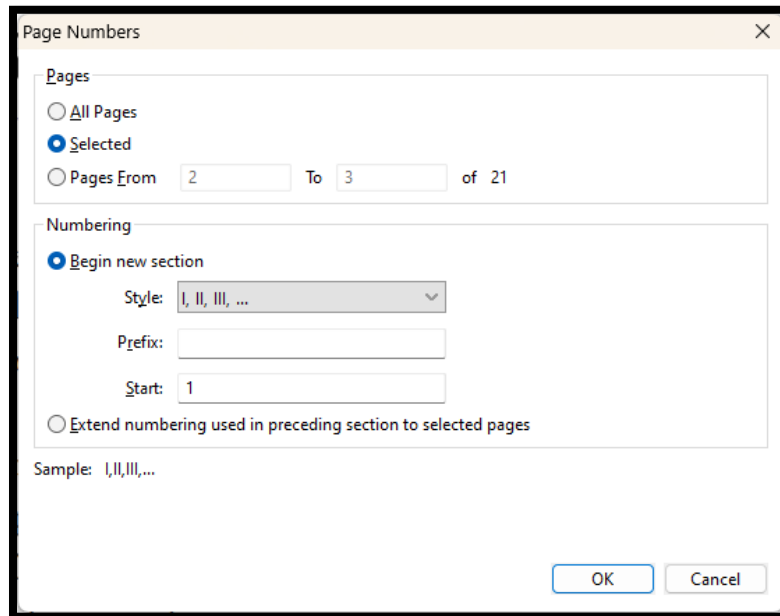 Page Numbers
Pages
All Pages
Selected
Pages From 2 To 3 of 21
Numbering
Begin new section
Style: I, II, III, ...
Prefix:
Start: 1
Extend numbering used in preceding section to selected pages
Sample: I,II,III,...
OK Cancel